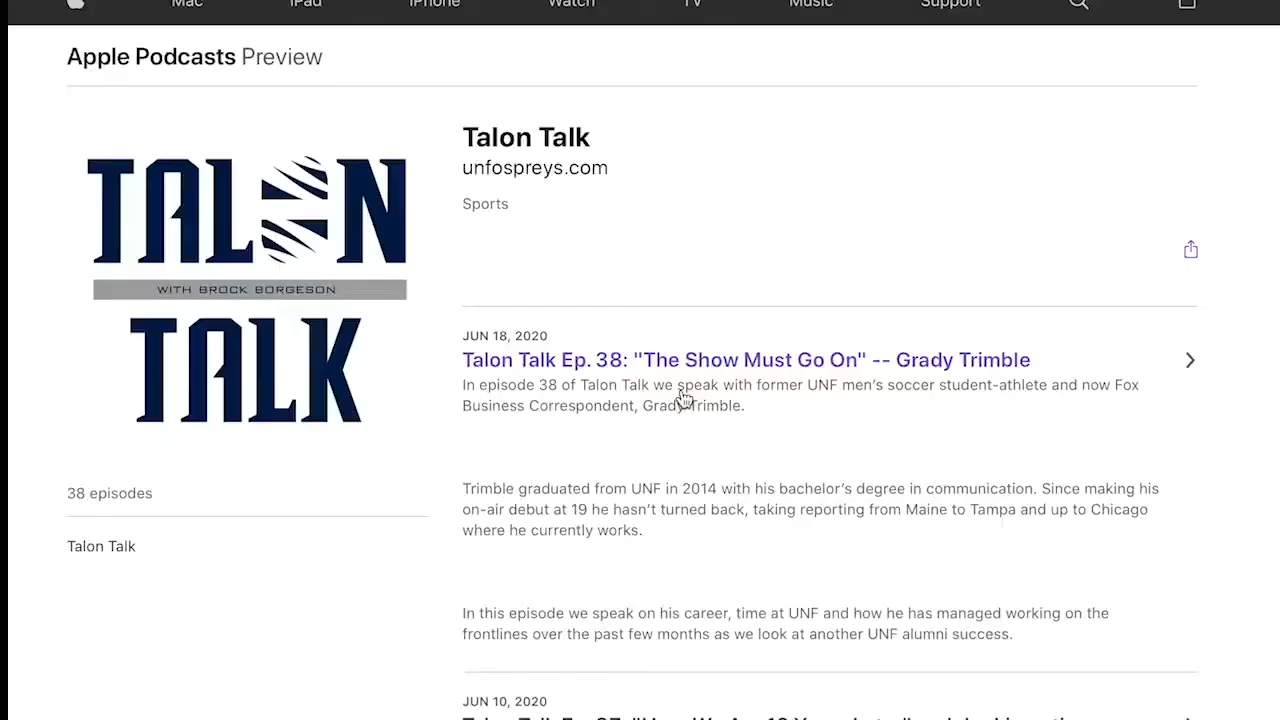 Mac iPad iPhone Watch TV Music Support
Apple Podcasts Preview
TALON
WITH BROCK BORGESON
TALK
Talon Talk
unfospreys.com
Sports
JUN 18, 2020
Talon Talk Ep. 38: "The Show Must Go On" -- Grady Trimble
In episode 38 of Talon Talk we speak with former UNF men’s soccer student-athlete and now Fox
Business Correspondent, Grady Trimble.
38 episodes
Trimble graduated from UNF in 2014 with his bachelor’s degree in communication. Since making his
on-air debut at 19 he hasn’t turned back, taking reporting from Maine to Tampa and up to Chicago
where he currently works.
Talon Talk
In this episode we speak on his career, time at UNF and how he has managed working on the
frontlines over the past few months as we look at another UNF alumni success.
JUN 10, 2020